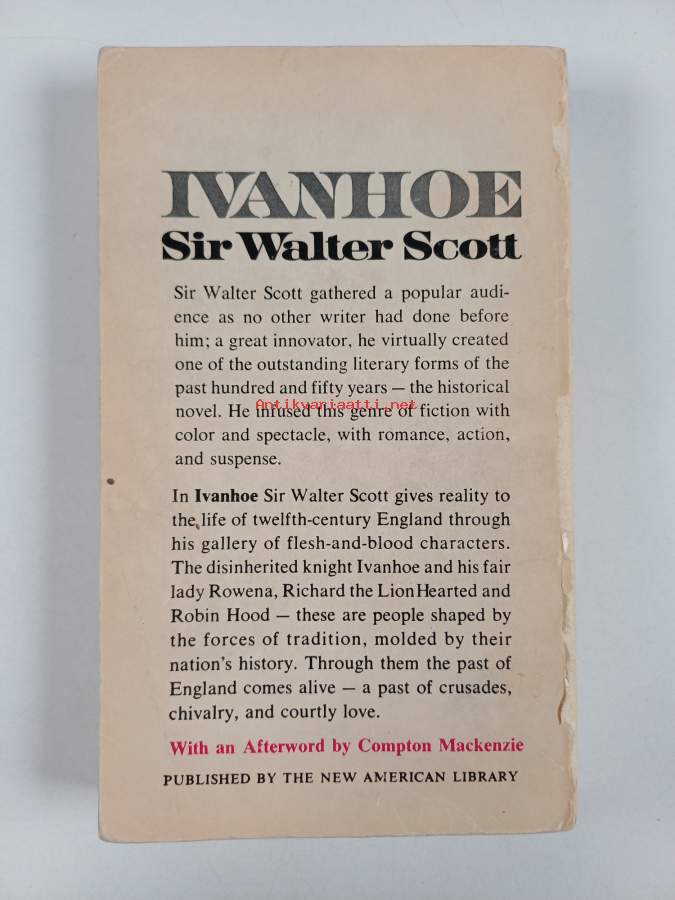 IVANHOE
Sir Walter Scott
Sir Walter Scott gathered a popular audi-
ence as no other writer had done before
him; a great innovator, he virtually created
one of the outstanding literary forms of the
past hundred and fifty years — the historical
novel. He infused this genre of fiction with
Antikvariaatti.net
color and spectacle, with romance, action,
and suspense.
In Ivanhoe Sir Walter Scott gives reality to
the life of twelfth-century England through
his gallery of flesh-and-blood characters.
The disinherited knight Ivanhoe and his fair
lady Rowena, Richard the Lion Hearted and
Robin Hood — these are people shaped by
the forces of tradition, molded by their
nation's history. Through them the past of
England comes alive — a past of crusades,
chivalry, and courtly love.
With an Afterword by Compton Mackenzie
PUBLISHED BY THE NEW AMERICAN LIBRARY